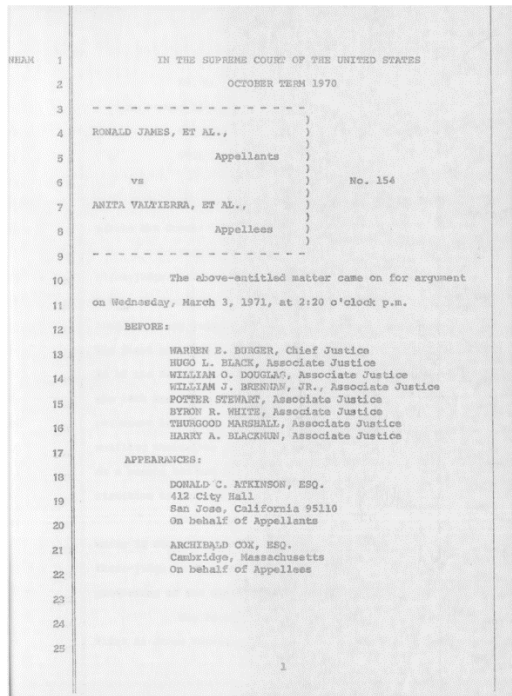 NHAM 1 IN THE SUPREME COURT OF THE UNITED STATES
2 OCTOBER TERM 1970
3 - - - - - - - - - - - - - - - - -
)
4 RONALD JAMES, ET AL., )
)
5 Appellants )
)
6 vs ) No. 154
)
7 ANITA VALTIERRA, ET AL., )
)
8 Appellees )
)
9 - - - - - - - - - - - - - - - - -
10 The above-entitled matter came on for argument
11 on Wednesday, March 3, 1971, at 2:20 o'clock p.m.
12 BEFORE:
13 WARREN E. BURGER, Chief Justice
HUGO L. BLACK, Associate Justice
14 WILLIAM O. DOUGLAS, Associate Justice
WILLIAM J. BRENNAN, JR., Associate Justice
15 POTTER STEWART, Associate Justice
BYRON R. WHITE, Associate Justice
16 THURGOOD MARSHALL, Associate Justice
HARRY A. BLACKMUN, Associate Justice
17 APPEARANCES:
18 DONALD C. ATKINSON, ESQ.
19 412 City Hall
San Jose, California 95110
20 On behalf of Appellants
21 ARCHIBALD COX, ESQ.
Cambridge, Massachusetts
22 On behalf of Appellees
23
24
25
1